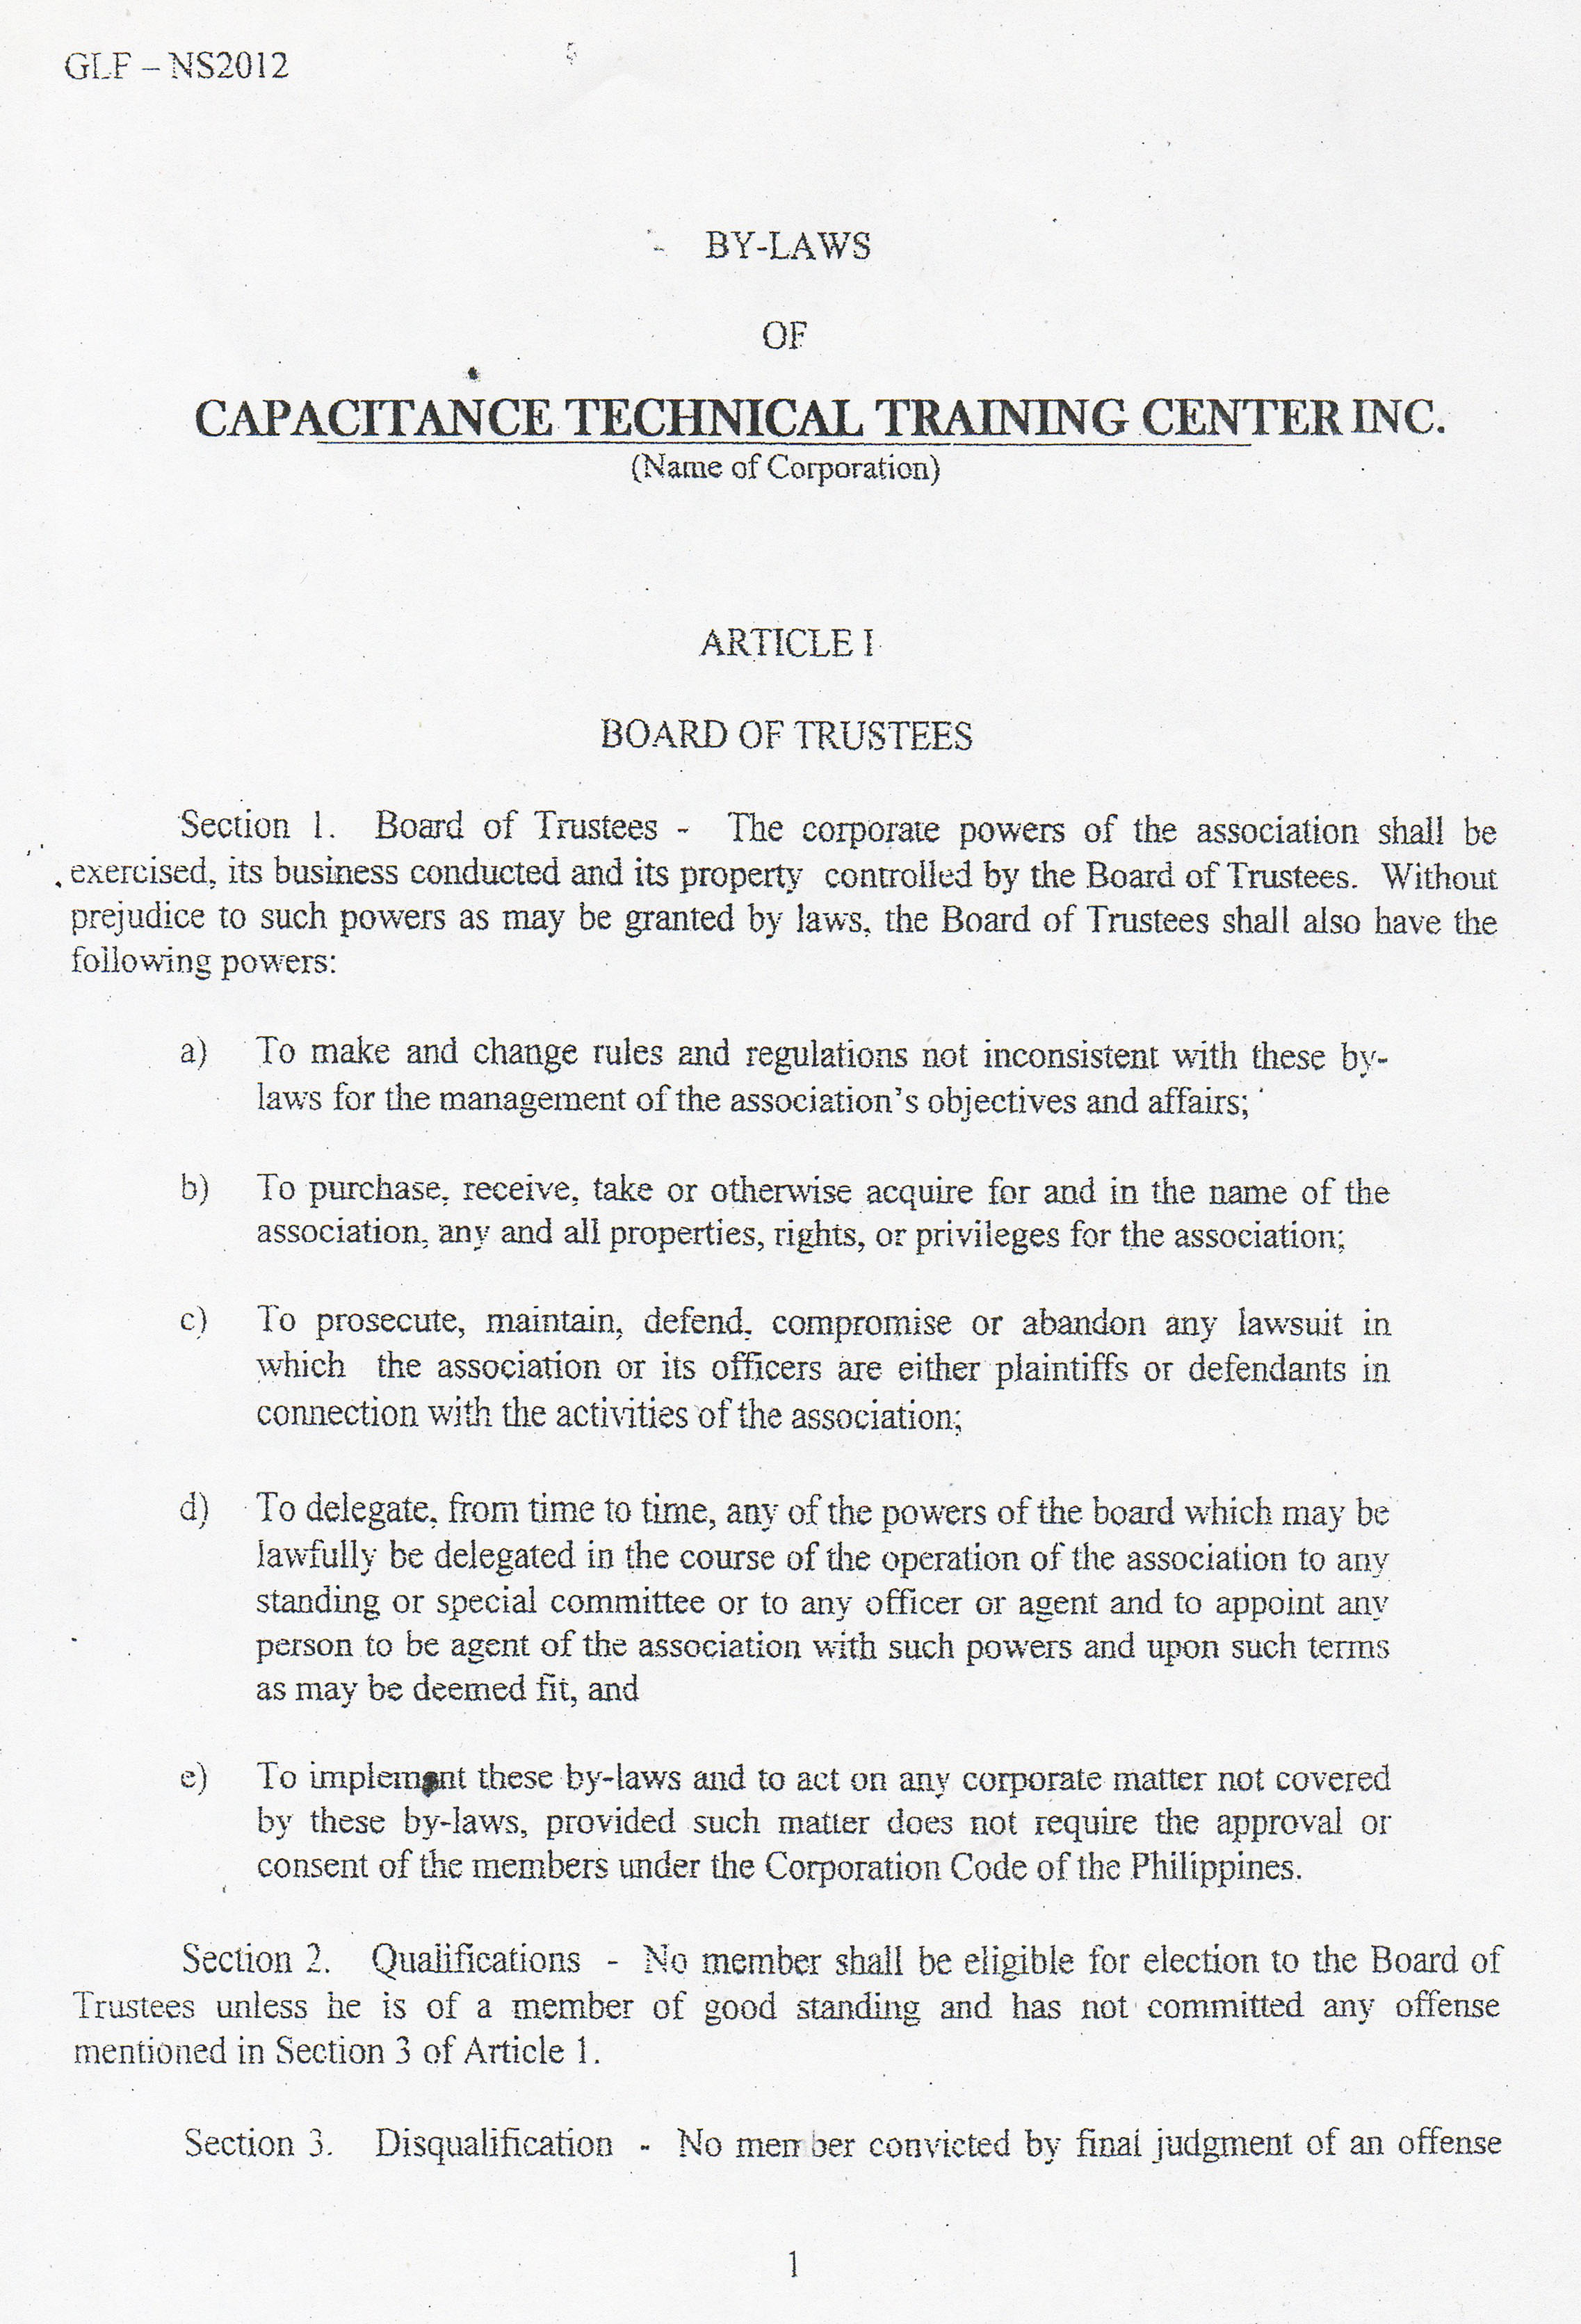 GLF – NS2012
BY-LAWS
OF
CAPACITANCE TECHNICAL TRAINING CENTER INC.
(Name of Corporation)
ARTICLE I
BOARD OF TRUSTEES
Section 1. Board of Trustees - The corporate powers of the association shall be
exercised, its business conducted and its property controlled by the Board of Trustees. Without
prejudice to such powers as may be granted by laws, the Board of Trustees shall also have the
following powers:
a) To make and change rules and regulations not inconsistent with these by-
laws for the management of the association's objectives and affairs;
b) To purchase, receive, take or otherwise acquire for and in the name of the
association, any and all properties, rights, or privileges for the association;
c) To prosecute, maintain, defend, compromise or abandon any lawsuit in
which the association or its officers are either plaintiffs or defendants in
connection with the activities of the association;
d) To delegate, from time to time, any of the powers of the board which may be
lawfully be delegated in the course of the operation of the association to any
standing or special committee or to any officer or agent and to appoint any
person to be agent of the association with such powers and upon such terms
as may be deemed fit, and
e) To implement these by-laws and to act on any corporate matter not covered
by these by-laws, provided such matter does not require the approval or
consent of the members under the Corporation Code of the Philippines.
Section 2. Qualifications - No member shall be eligible for election to the Board of
Trustees unless he is of a member of good standing and has not committed any offense
mentioned in Section 3 of Article 1.
Section 3. Disqualification - No member convicted by final judgment of an offense
1